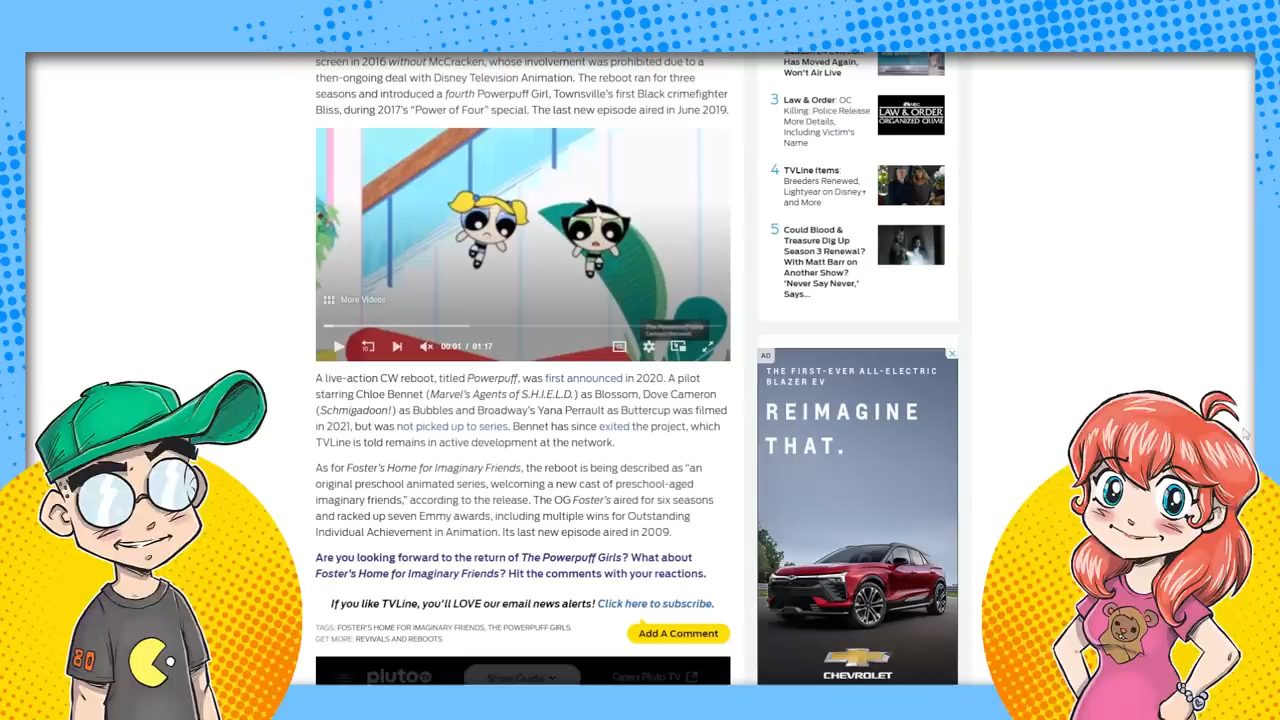 screen in 2016 without McCracken, whose involvement was prohibited due to a
then-ongoing deal with Disney Television Animation. The reboot ran for three
seasons and introduced a fourth Powerpuff Girl, Townsville's first Black crimefighter
Bliss, during 2017's “Power of Four” special. The last new episode aired in June 2019.
More Videos
10
00:01 / 01:17
CC
A live-action CW reboot, titled Powerpuff, was first announced in 2020. A pilot
starring Chloe Bennet (Marvel's Agents of S.H.I.E.L.D.) as Blossom, Dove Cameron
(Schmigadoon!) as Bubbles and Broadway's Yana Perrault as Buttercup was filmed
in 2021, but was not picked up to series. Bennet has since exited the project, which
TVLine is told remains in active development at the network.
As for Foster's Home for Imaginary Friends, the reboot is being described as “an
original preschool animated series, welcoming a new cast of preschool-aged
imaginary friends,” according to the release. The OG Foster's aired for six seasons
and racked up seven Emmy awards, including multiple wins for Outstanding
Individual Achievement in Animation. Its last new episode aired in 2009.
Are you looking forward to the return of The Powerpuff Girls? What about
Foster's Home for Imaginary Friends? Hit the comments with your reactions.
If you like TVLine, you'll LOVE our email news alerts! Click here to subscribe.
TAGS: FOSTER'S HOME FOR IMAGINARY FRIENDS, THE POWERPUFF GIRLS
GET MORE: REVIVALS AND REBOOTS
Add A Comment
pluto tv
Show Guide
Open Pluto TV
Has Moved Again,
Won't Air Live
3 Law & Order: OC
Killing: Police Release
More Details,
Including Victim's
Name
NBC
LAW & ORDER
ORGANIZED CRIME
4 TVLine Items:
Breeders Renewed,
Lightyear on Disney+
and More
5 Could Blood &
Treasure Dig Up
Season 3 Renewal?
With Matt Barr on
Another Show?
'Never Say Never,'
Says...
AD
THE FIRST-EVER ALL-ELECTRIC
BLAZER EV
REIMAGINE
THAT.
CHEVROLET
80